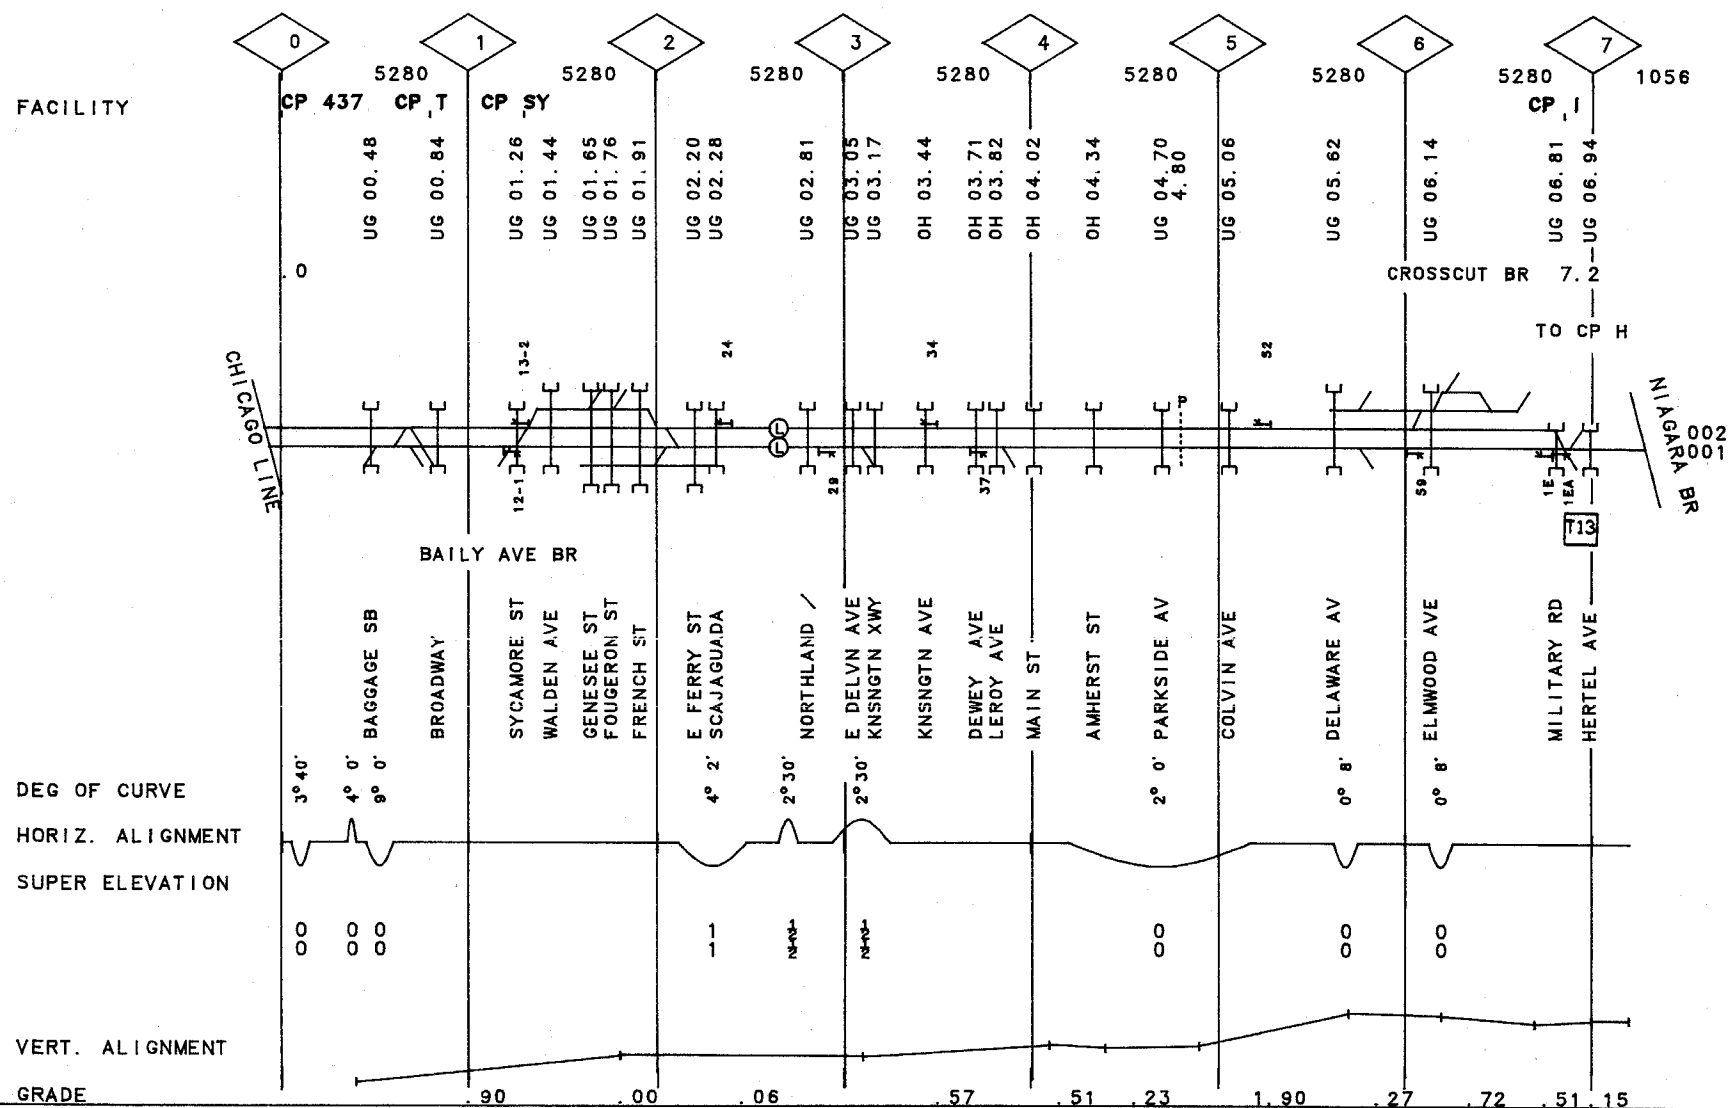 0 1 2 3 4 5 6 7
5280 5280 5280 5280 5280 5280 5280 1056
FACILITY
CP 437 CP T CP SY CP I
UG 00.48
UG 00.84
UG 01.26
UG 01.44
UG 01.65
UG 01.76
UG 01.91
UG 02.20
UG 02.28
UG 02.81
UG 03.05
UG 03.17
OH 03.44
OH 03.71
OH 03.82
OH 04.02
OH 04.34
UG 04.70
4.80
UG 05.06
UG 05.62
UG 06.14
UG 06.81
UG 06.94
.0
CROSSCUT BR 7.2
TO CP H
13-2
24
34
52
CHICAGO LINE
L
L
P
NIAGARA BR
002
001
12-1
29
37
59
1E
1EA
T13
BAILY AVE BR
BAGGAGE SB
BROADWAY
SYCAMORE ST
WALDEN AVE
GENESEE ST
FOUGERON ST
FRENCH ST
E FERRY ST
SCAJAGUADA
NORTHLAND /
E DELVN AVE
KNSNGTN XWY
KNSNGTN AVE
DEWEY AVE
LEROY AVE
MAIN ST
AMHERST ST
PARKSIDE AV
COLVIN AVE
DELAWARE AV
ELMWOOD AVE
MILITARY RD
HERTEL AVE
DEG OF CURVE
3° 40'
4° 0'
9° 0'
4° 2'
2° 30'
2° 30'
2° 0'
0° 8'
0° 8'
HORIZ. ALIGNMENT
SUPER ELEVATION
0 0 0 1 0 0 0
0 0 0 1 0 0 0
VERT. ALIGNMENT
GRADE .90 .00 .06 .57 .51 .23 1.90 .27 .72 .51 .15